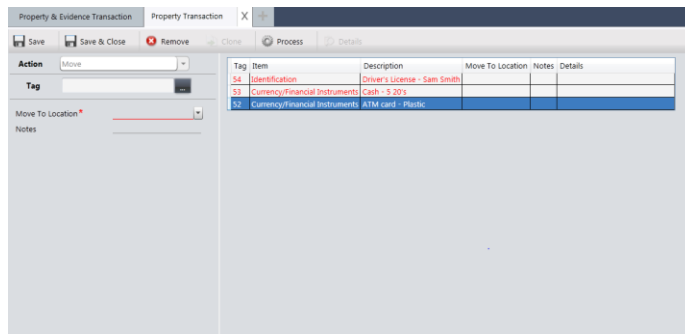 Property & Evidence Transaction Property Transaction X +
Save Save & Close Remove Clone Process Details
Action Move
Tag ...
Move To Location *
Notes
Tag Item Description Move To Location Notes Details
54 Identification Driver's License - Sam Smith
53 Currency/Financial Instruments Cash - 5 20's
52 Currency/Financial Instruments ATM card - Plastic